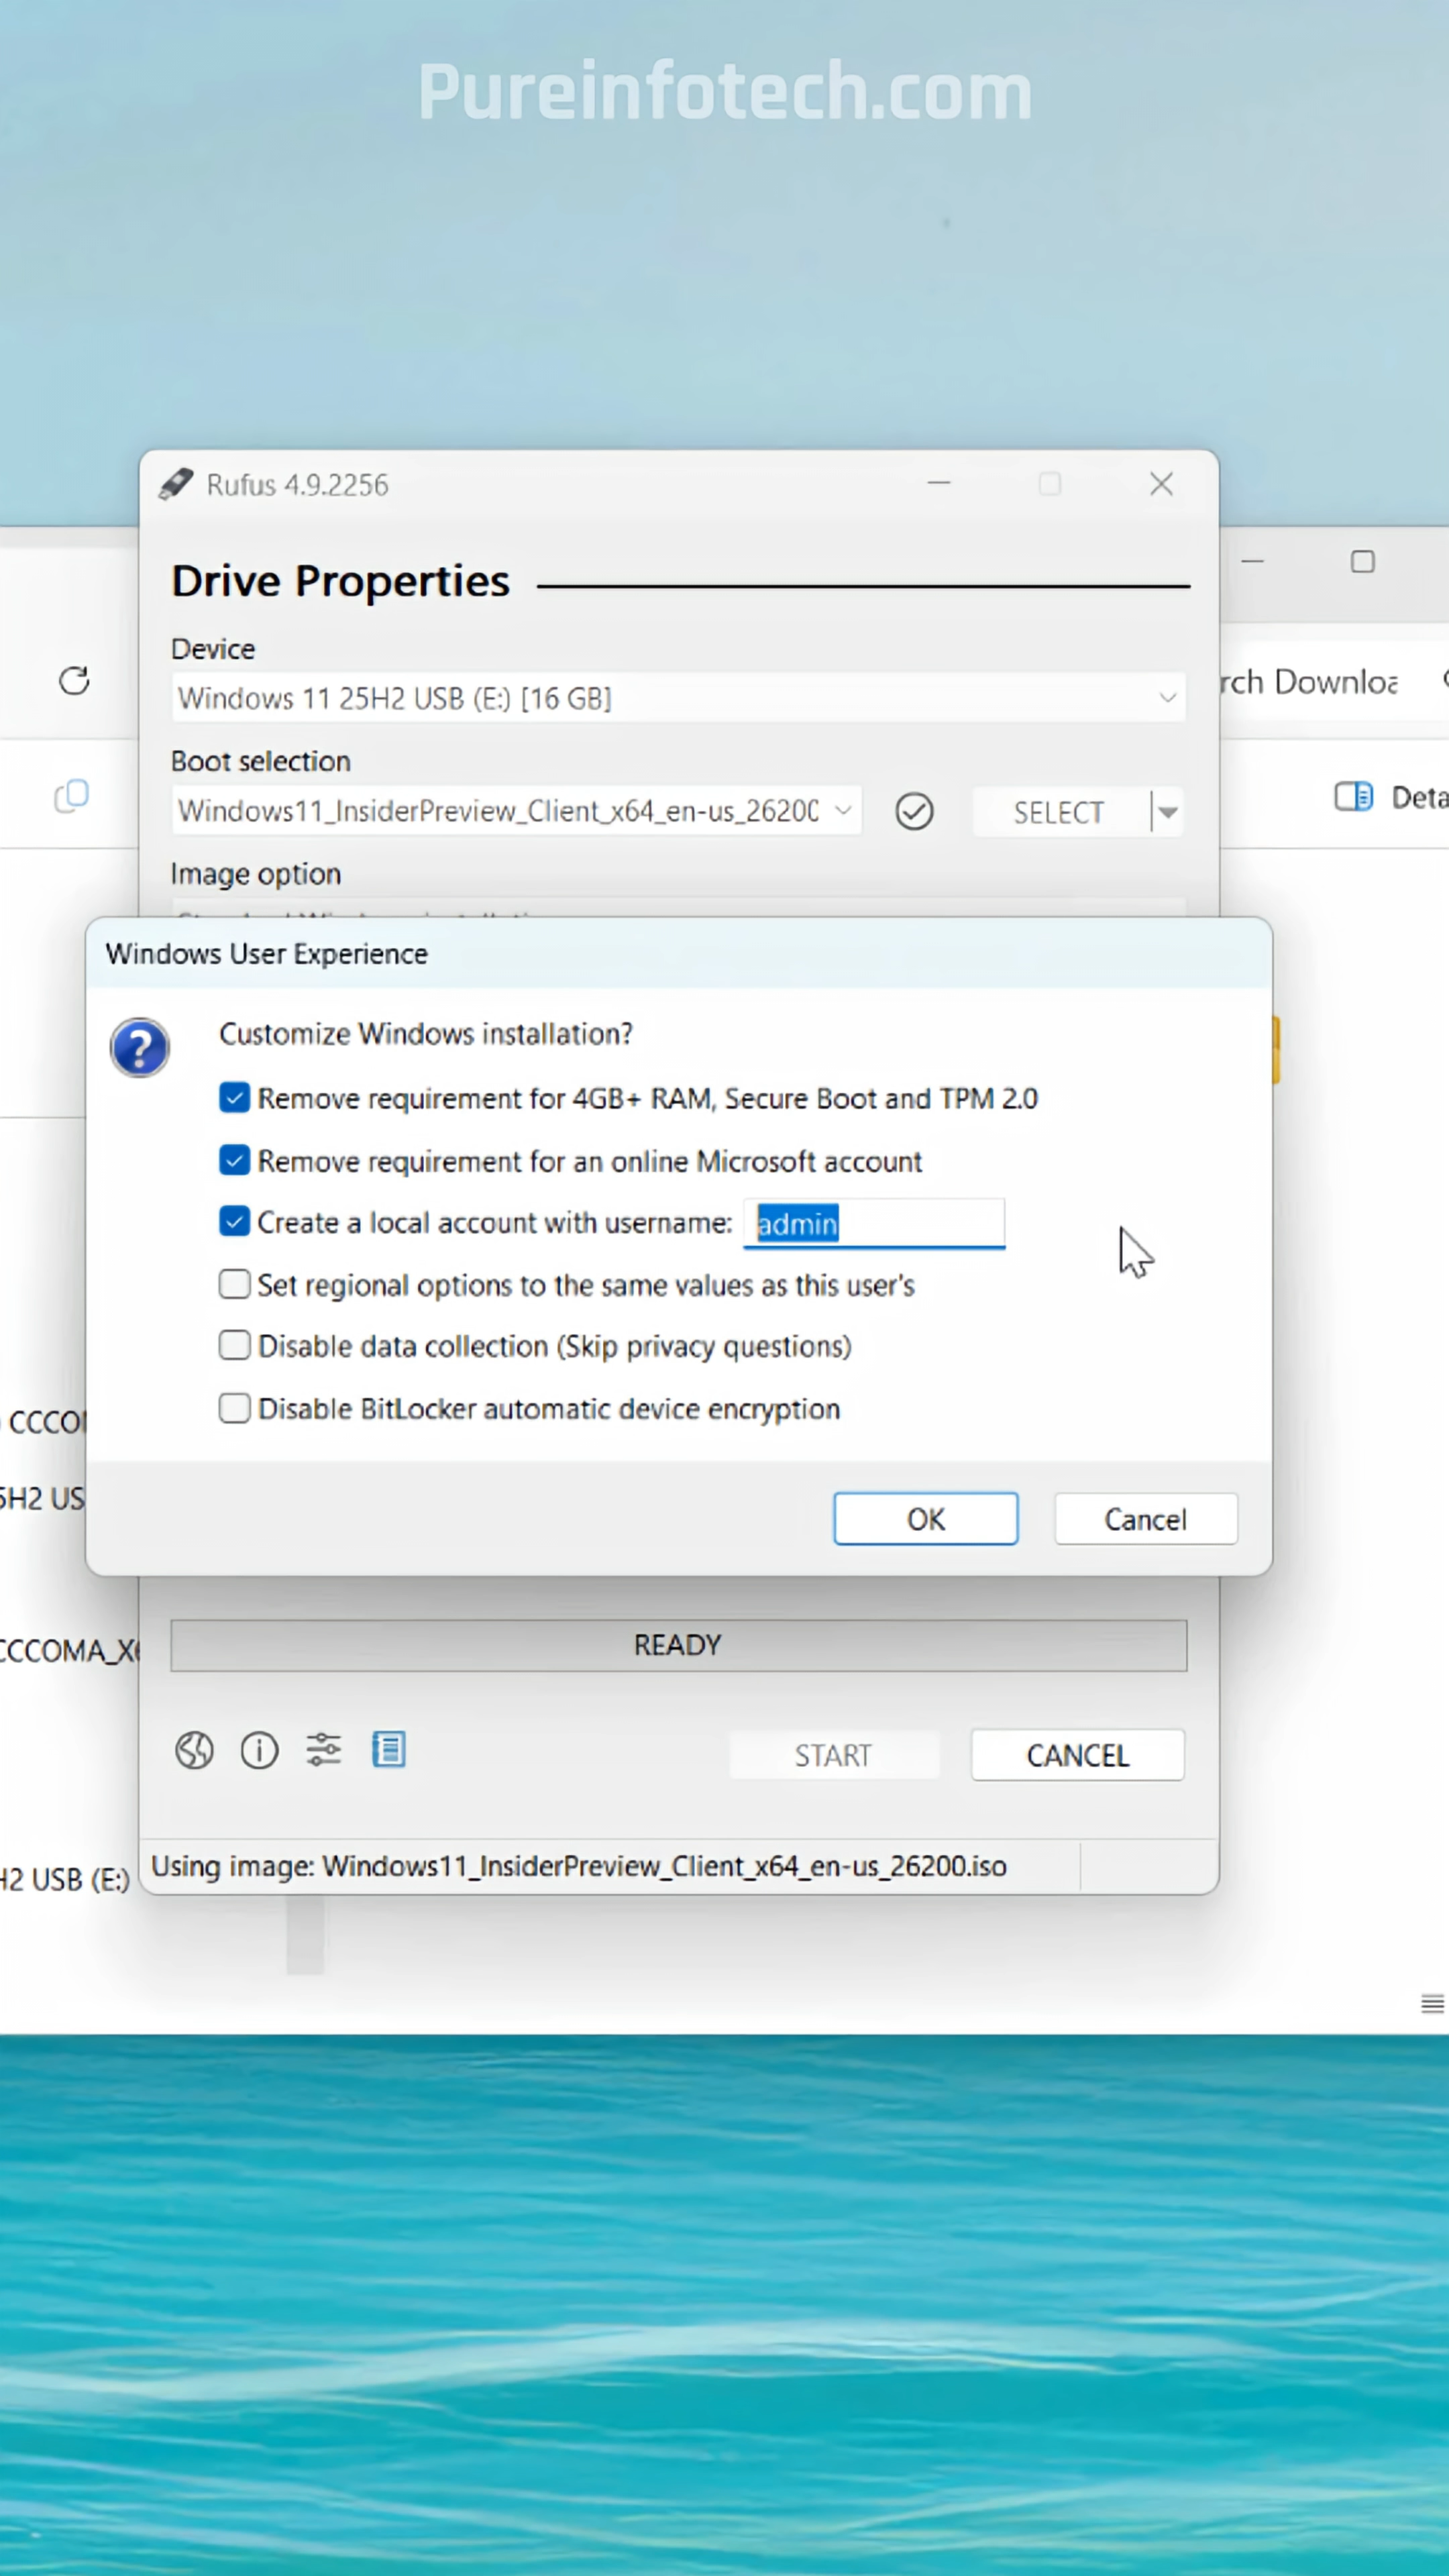 Pureinfotech.com
Rufus 4.9.2256
Drive Properties
Device
Windows 11 25H2 USB (E:) [16 GB]
rch Downloa
Boot selection
Windows11_InsiderPreview_Client_x64_en-us_26200
SELECT
Deta
Image option
Windows User Experience
Customize Windows installation?
Remove requirement for 4GB+ RAM, Secure Boot and TPM 2.0
Remove requirement for an online Microsoft account
Create a local account with username: admin
Set regional options to the same values as this user's
Disable data collection (Skip privacy questions)
Disable BitLocker automatic device encryption
CCCO
5H2 US
OK
Cancel
READY
CCCOMA_X6
START
CANCEL
H2 USB (E:)
Using image: Windows11_InsiderPreview_Client_x64_en-us_26200.iso